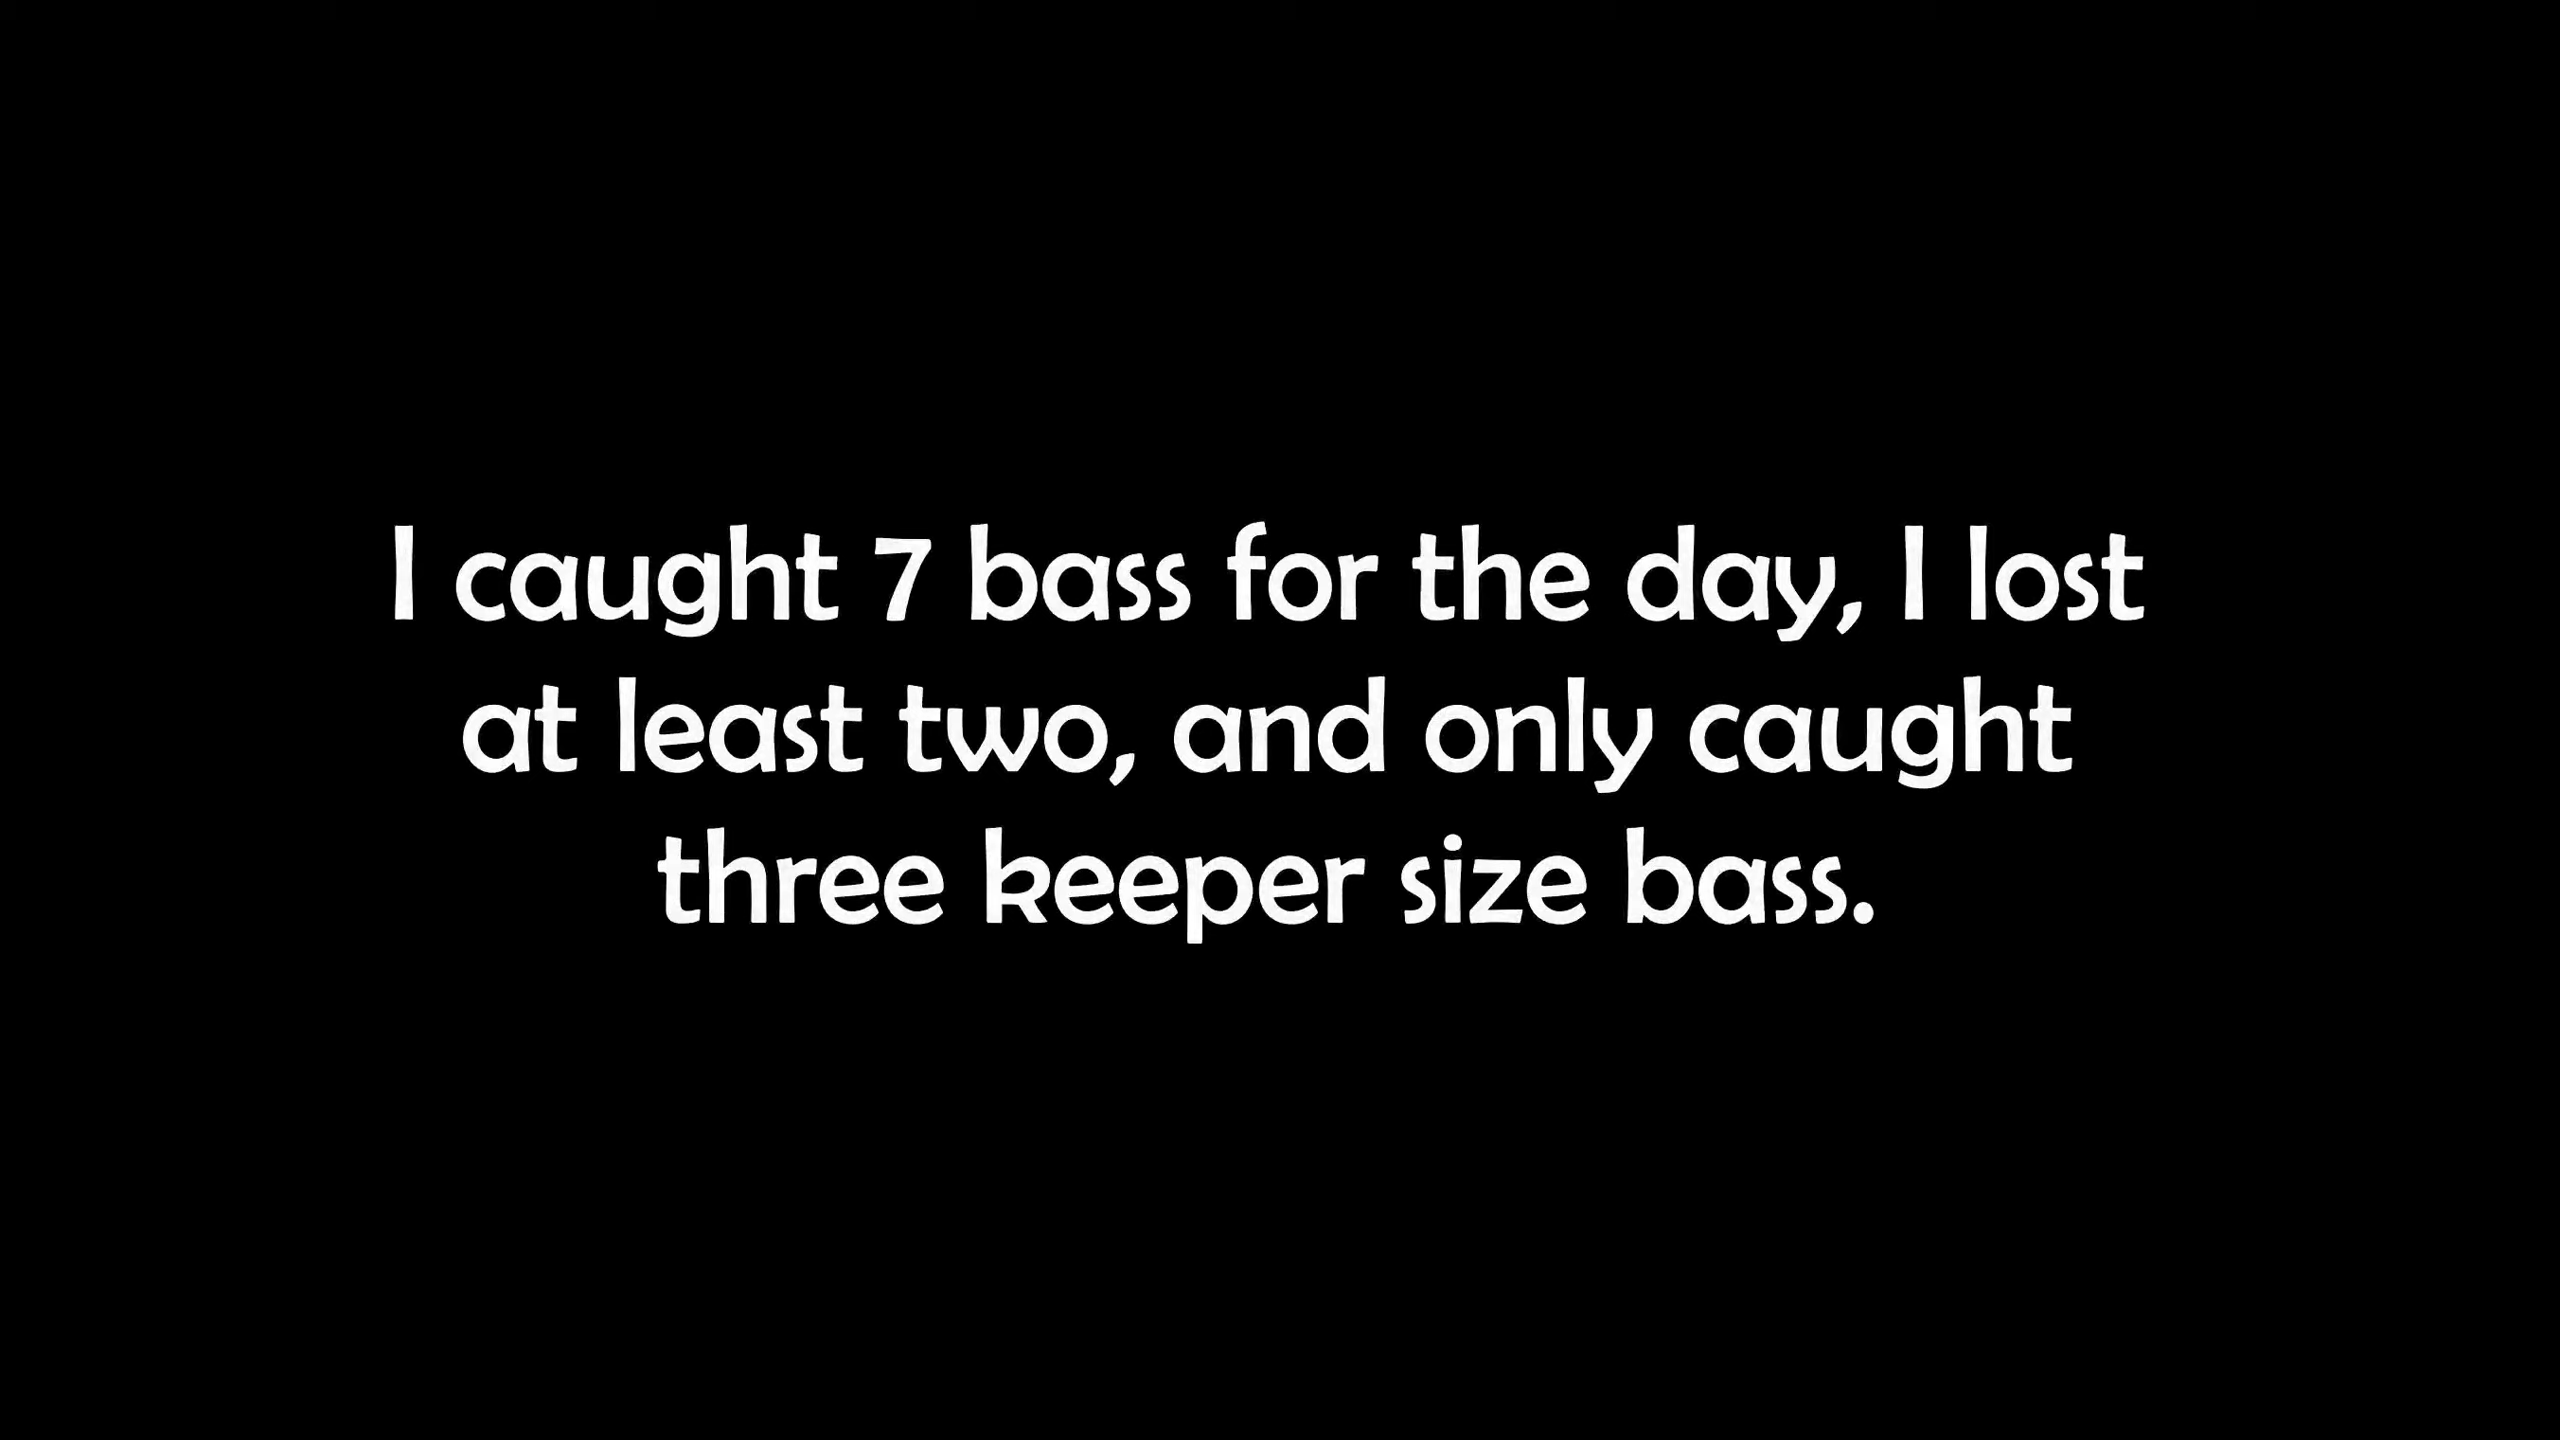 I caught 7 bass for the day, I lost
at least two, and only caught
three keeper size bass.